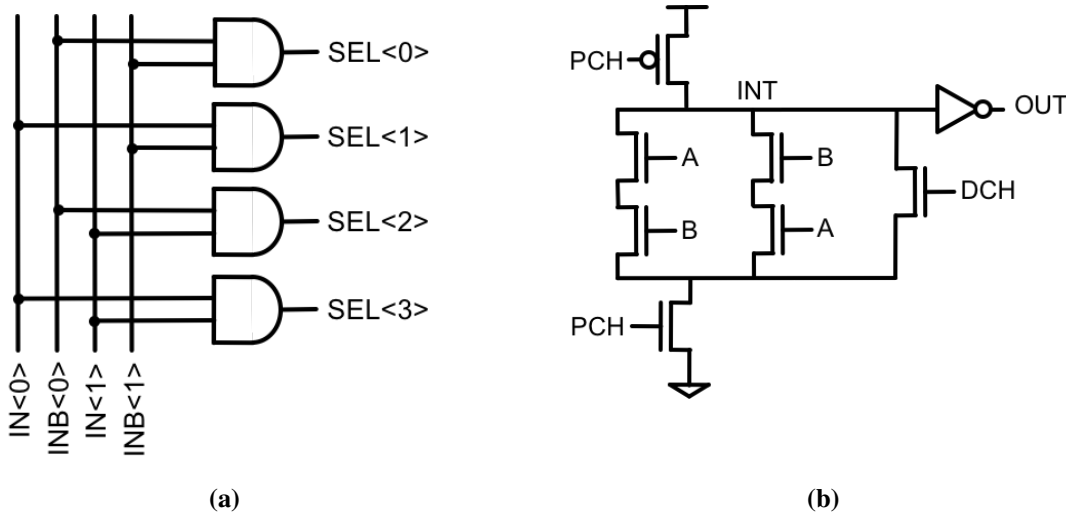 SEL<0>
SEL<1>
SEL<2>
SEL<3>
IN<0>
INB<0>
IN<1>
INB<1>
(a)
PCH
INT
OUT
A
B
DCH
B
A
PCH
(b)